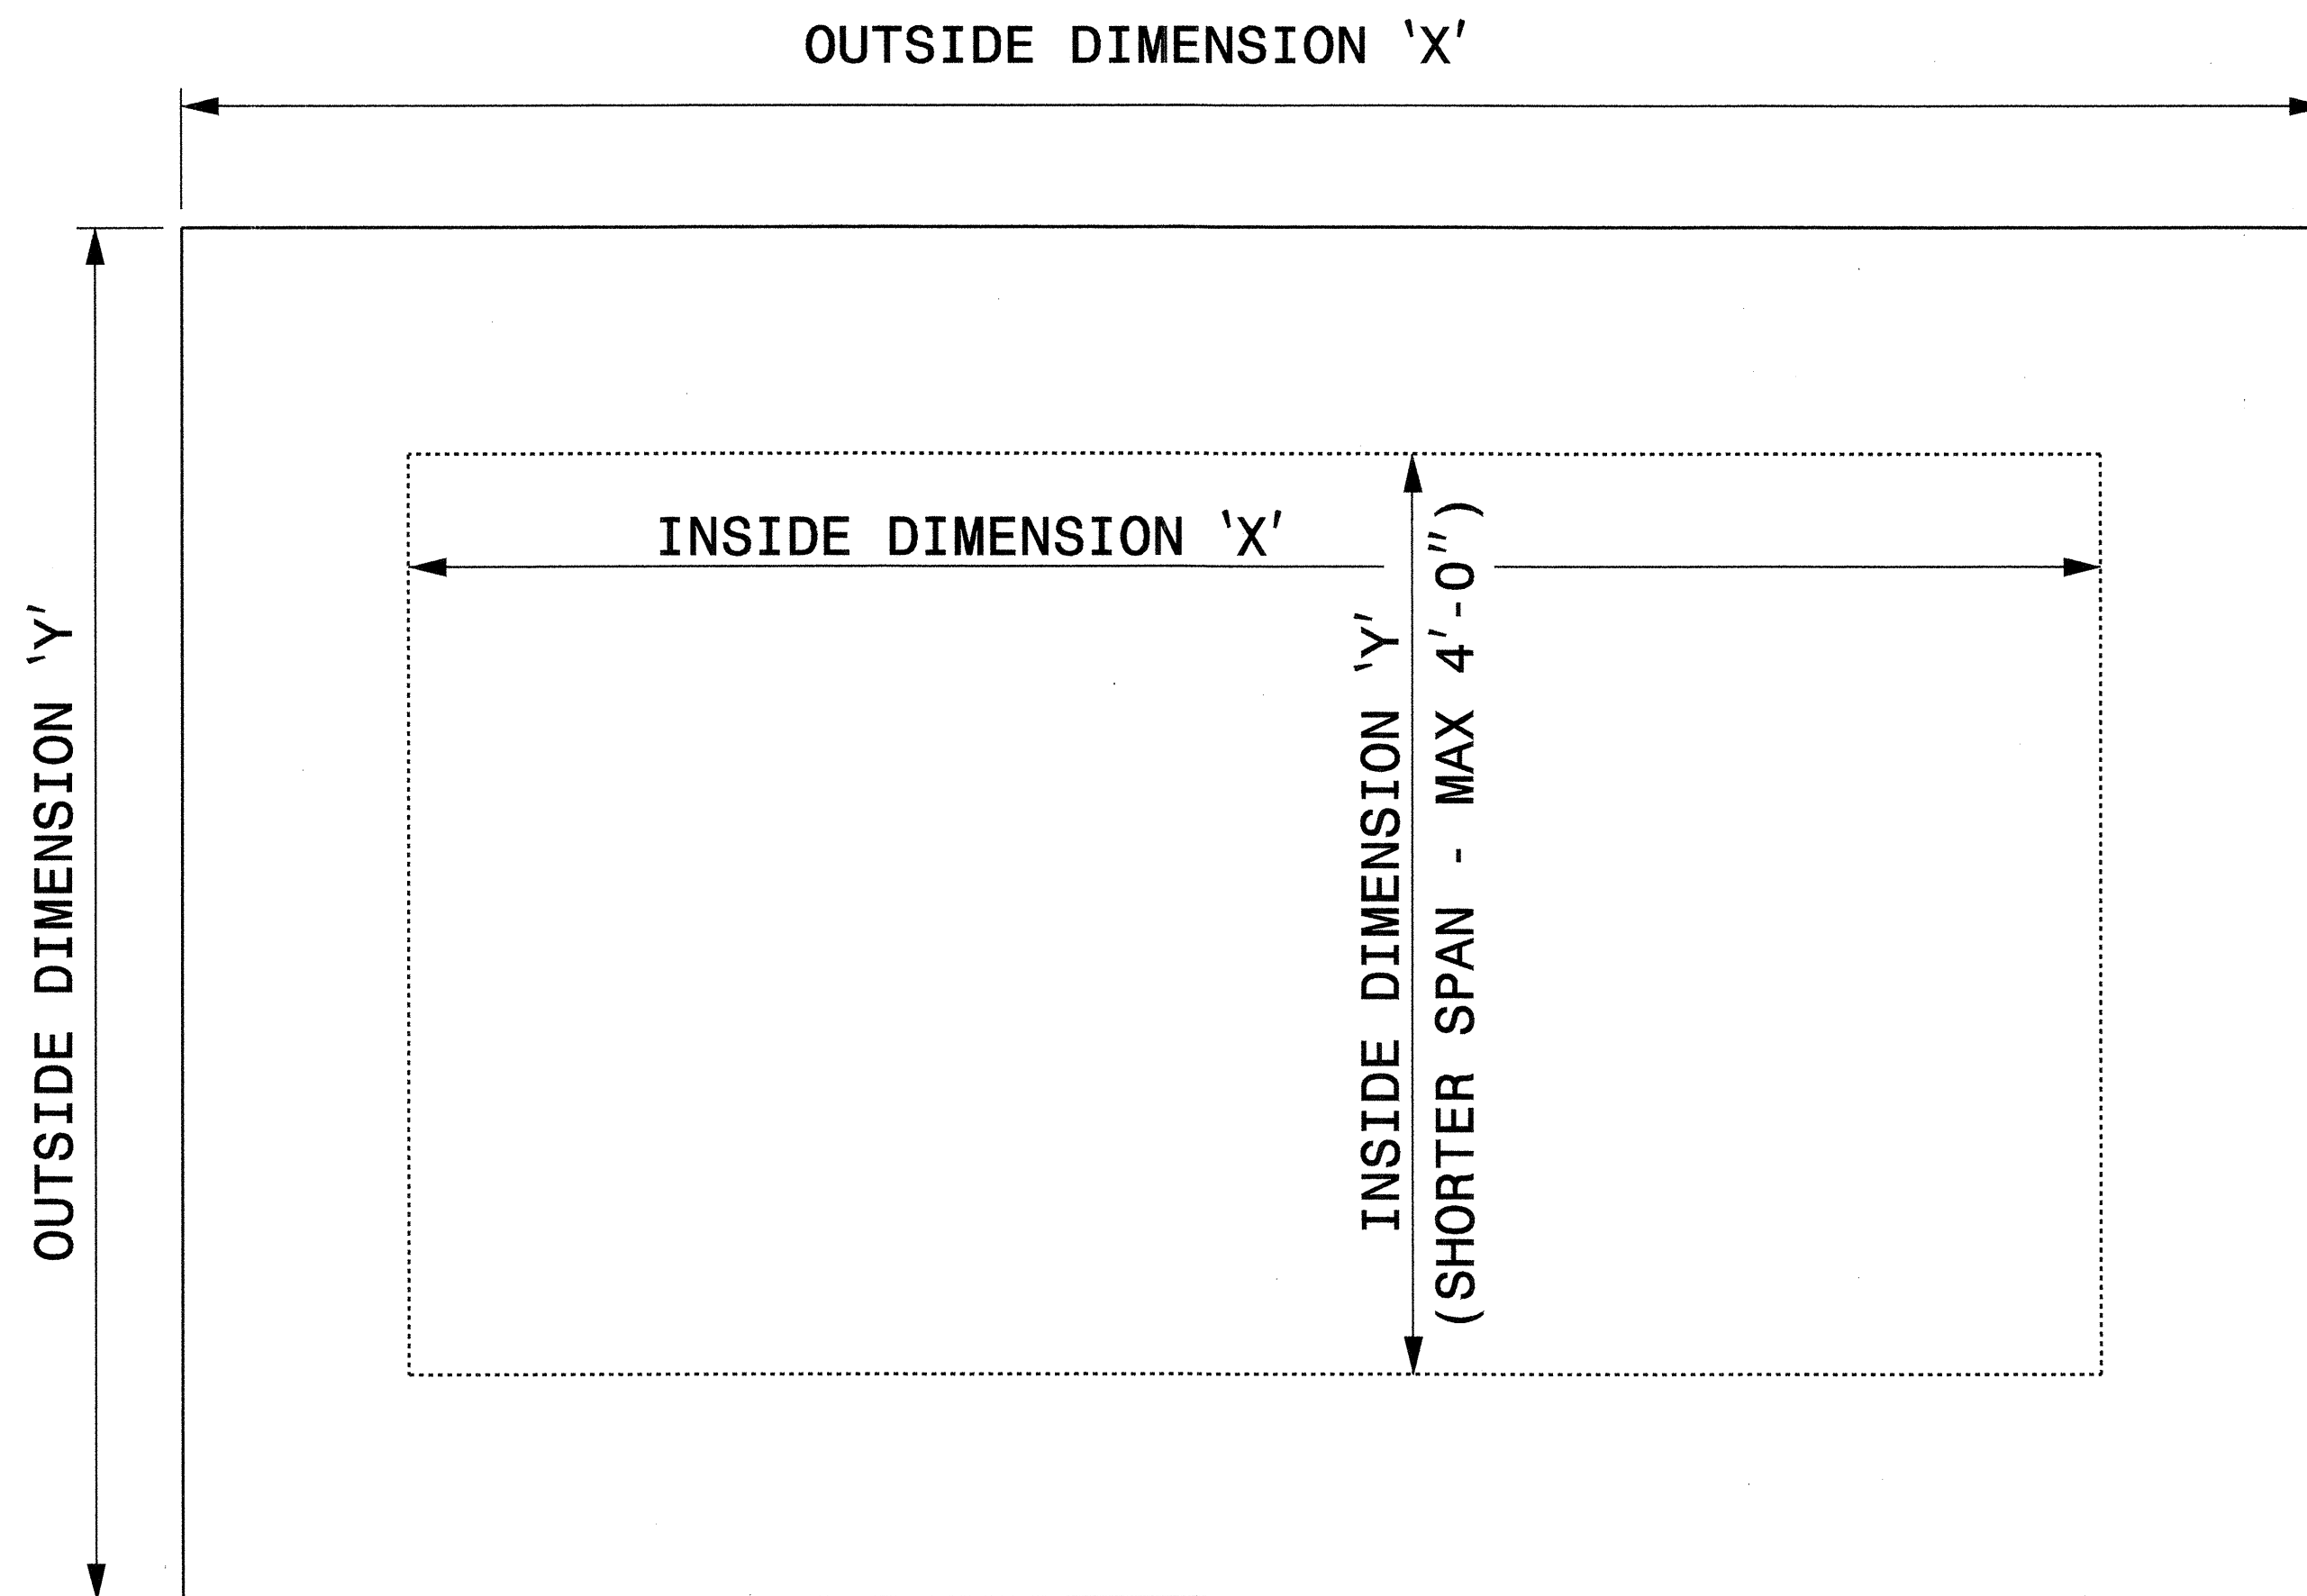 OUTSIDE DIMENSION ‘X’
INSIDE DIMENSION ‘X’
OUTSIDE DIMENSION ‘Y’
INSIDE DIMENSION ‘Y’
(SHORTER SPAN - MAX 4'-0")